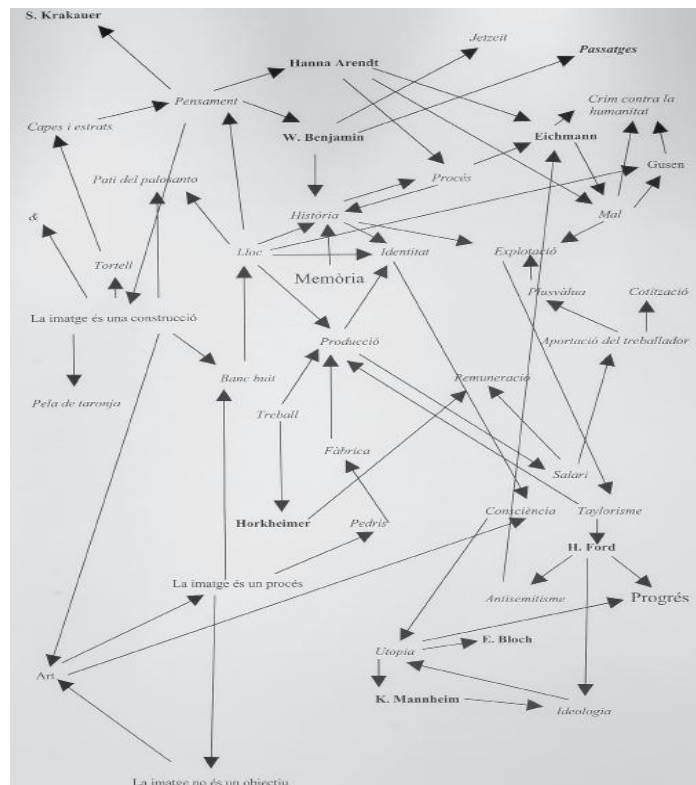 S. Krakauer
Jetzeil
Passatges
Hanna Arendt
Pensament
Crim contra la
humanitat
Capes i estrats
W. Benjamin
Eichmann
Gusen
Pati del palosanto
Procés
&
Història
Mal
Lloc
Identitat
Explotació
Tortell
Memòria
Plusvàlua
Cotització
La imatge és una construcció
Producció
Aportació del treballador
Banc buit
Remuneració
Pela de taronja
Treball
Fàbrica
Salari
Consciència
Taylorisme
Horkheimer
Pedrís
H. Ford
La imatge és un procés
Antisemitisme
Progrés
Utopia
E. Bloch
Art
K. Mannheim
Ideologia
La imatge no és un objectiu